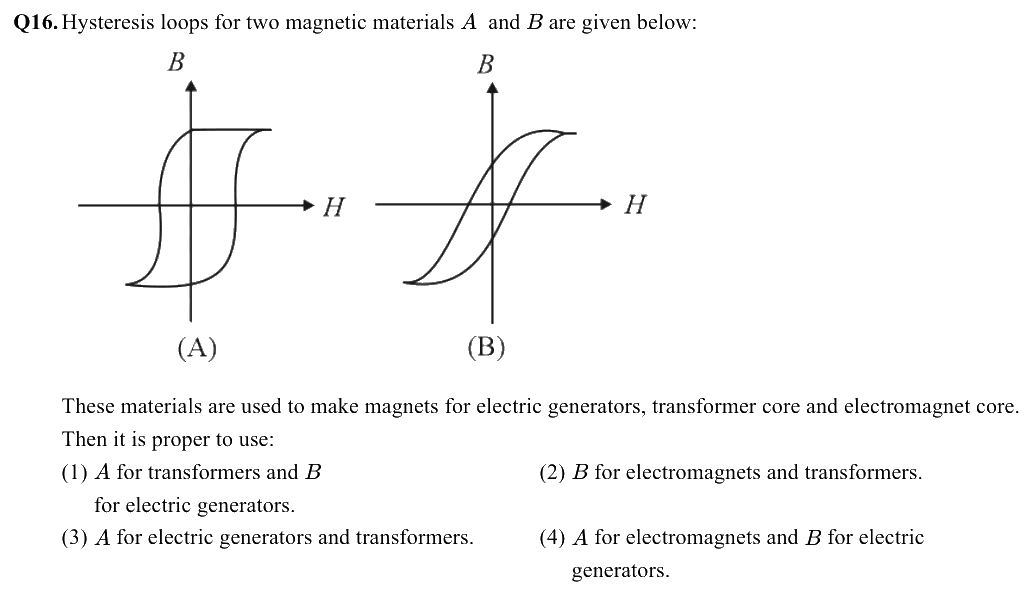 Q16. Hysteresis loops for two magnetic materials A and B are given below:
B
B
H
H
(A)
(B)
These materials are used to make magnets for electric generators, transformer core and electromagnet core.
Then it is proper to use:
(1) A for transformers and B
for electric generators.
(2) B for electromagnets and transformers.
(3) A for electric generators and transformers.
(4) A for electromagnets and B for electric
generators.